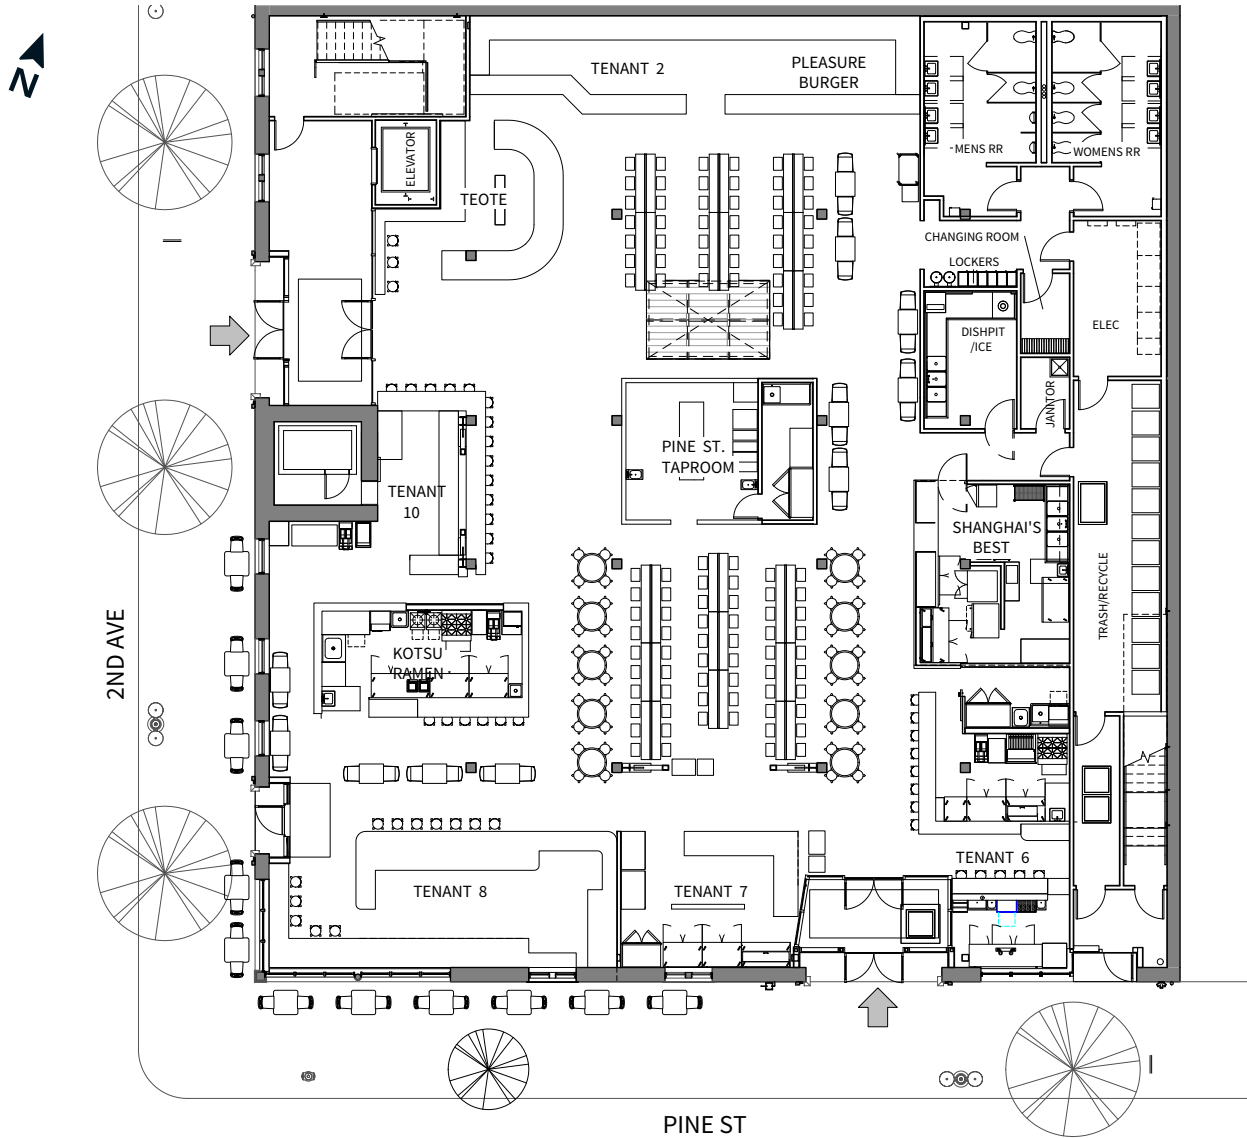 N
TENANT 2
PLEASURE
BURGER
ELEVATOR
MENS RR
WOMENS RR
TEOTE
CHANGING ROOM
LOCKERS
DISHPIT
/ICE
ELEC
JANITOR
PINE ST.
TAPROOM
TENANT
10
SHANGHAI'S
BEST
TRASH/RECYCLE
2ND AVE
KOTSU
RAMEN
TENANT 6
TENANT 8
TENANT 7
PINE ST